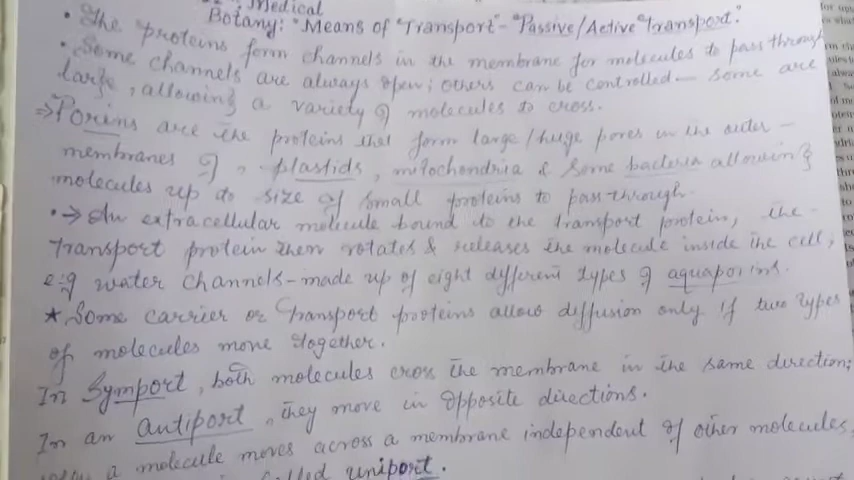 Medical
Botany: "Means of Transport" - "Passive/Active Transport."
• The proteins form channels in the membrane for molecules to pass through
• Some channels are always open; others can be controlled – some are
large, allowing a variety of molecules to cross.
⇒ Porins are the proteins that form large/huge pores in the outer -
membranes of, plastids, mitochondria & some bacteria allowing
molecules up to size of small proteins to pass-through.
• → An extracellular molecule bound to the transport protein, the -
transport protein then rotates & releases the molecule inside the cell;
e.g water channels - made up of eight different types of aquaporins.
★ Some carrier or Transport proteins allow diffusion only if two types
of molecules move together.
In Symport, both molecules cross the membrane in the same direction;
In an antiport, they move in opposite directions.
a molecule moves across a membrane independent of other molecules,
called uniport.